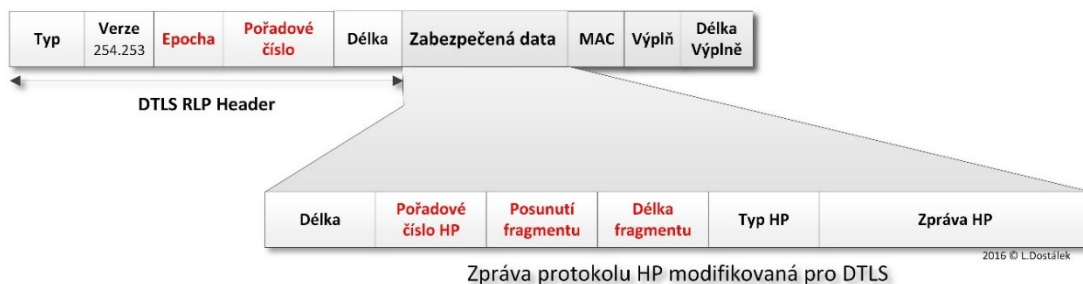 Typ
Verze
254.253
Epocha
Pořadové
číslo
Délka
Zabezpečená data
MAC
Výplň
Délka
Výplně
DTLS RLP Header
Délka
Pořadové
číslo HP
Posunutí
fragmentu
Délka
fragmentu
Typ HP
Zpráva HP
2016 © L.Dostálek
Zpráva protokolu HP modifikovaná pro DTLS